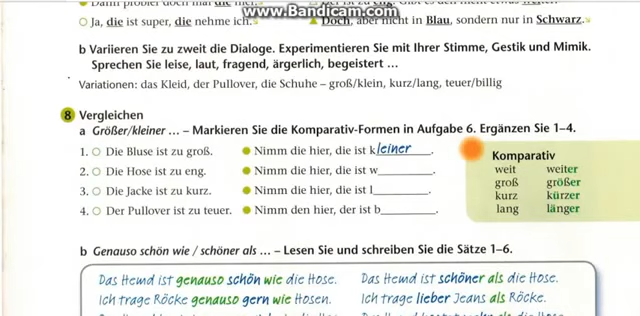 www.Bandicam.com
Ja, die ist super, die nehme ich.
Doch, aber nicht in Blau, sondern nur in Schwarz.
b Variieren Sie zu zweit die Dialoge. Experimentieren Sie mit Ihrer Stimme, Gestik und Mimik.
Sprechen Sie leise, laut, fragend, ärgerlich, begeistert ...
Variationen: das Kleid, der Pullover, die Schuhe – groß/klein, kurz/lang, teuer/billig
8 Vergleichen
a Größer/kleiner ... – Markieren Sie die Komparativ-Formen in Aufgabe 6. Ergänzen Sie 1–4.
1. Die Bluse ist zu groß. Nimm die hier, die ist kleiner.
2. Die Hose ist zu eng. Nimm die hier, die ist w________.
3. Die Jacke ist zu kurz. Nimm die hier, die ist l________.
4. Der Pullover ist zu teuer. Nimm den hier, der ist b________.
Komparativ
weit weiter
groß größer
kurz kürzer
lang länger
b Genauso schön wie / schöner als ... – Lesen Sie und schreiben Sie die Sätze 1–6.
Das Hemd ist genauso schön wie die Hose. Das Hemd ist schöner als die Hose.
Ich trage Röcke genauso gern wie Hosen. Ich trage lieber Jeans als Röcke.